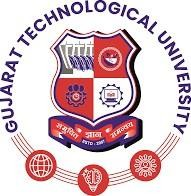 GUJARAT TECHNOLOGICAL UNIVERSITY
ESTD : 2007